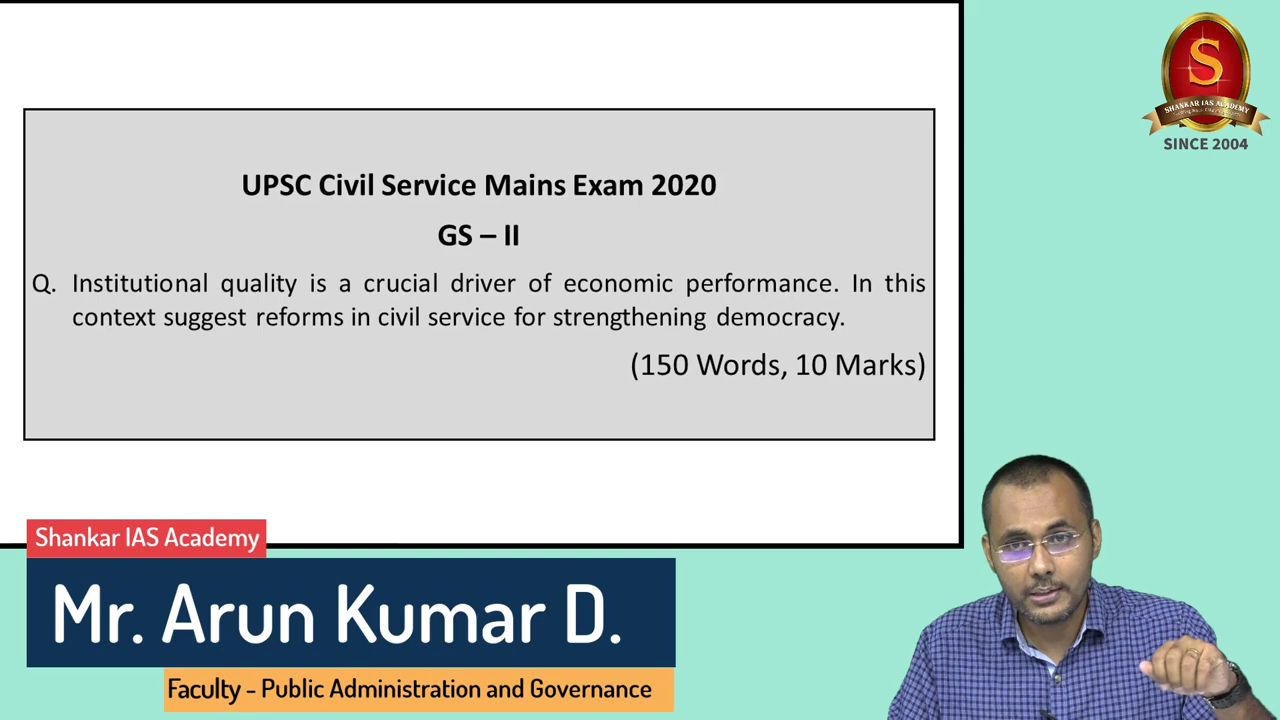 UPSC Civil Service Mains Exam 2020
GS – II
Q. Institutional quality is a crucial driver of economic performance. In this
context suggest reforms in civil service for strengthening democracy.
(150 Words, 10 Marks)
S
SHANKAR IAS ACADEMY
SINCE 2004
Shankar IAS Academy
Mr. Arun Kumar D.
Faculty - Public Administration and Governance